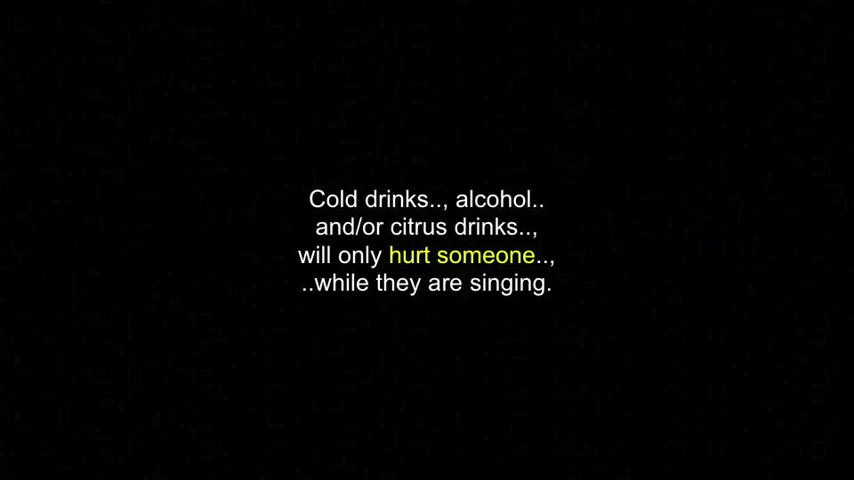 Cold drinks.., alcohol..
and/or citrus drinks..,
will only hurt someone..,
..while they are singing.